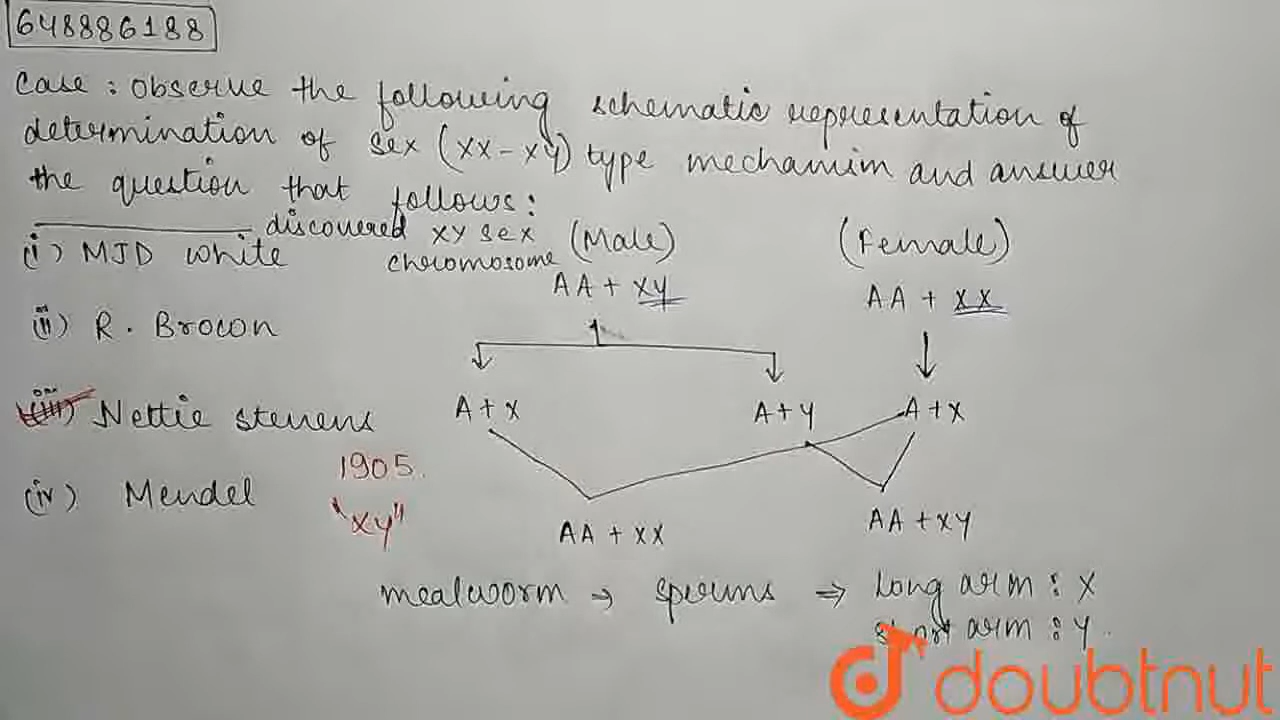 648886188
Case : Observe the following schematic representation of
determination of sex (XX - XY) type mechanism and answer
the question that follows :
__________ discovered XY sex
chromosome
(i) MJD White
(ii) R. Brocon
(iii) Nettie Stevens
(iv) Mendel
1905.
"XY"
(Male) (Female)
AA + XY AA + XX
A + X A + Y A + X
AA + XX AA + XY
mealworm → sperms ⇒ Long arm : X
short arm : Y.
doubtnut